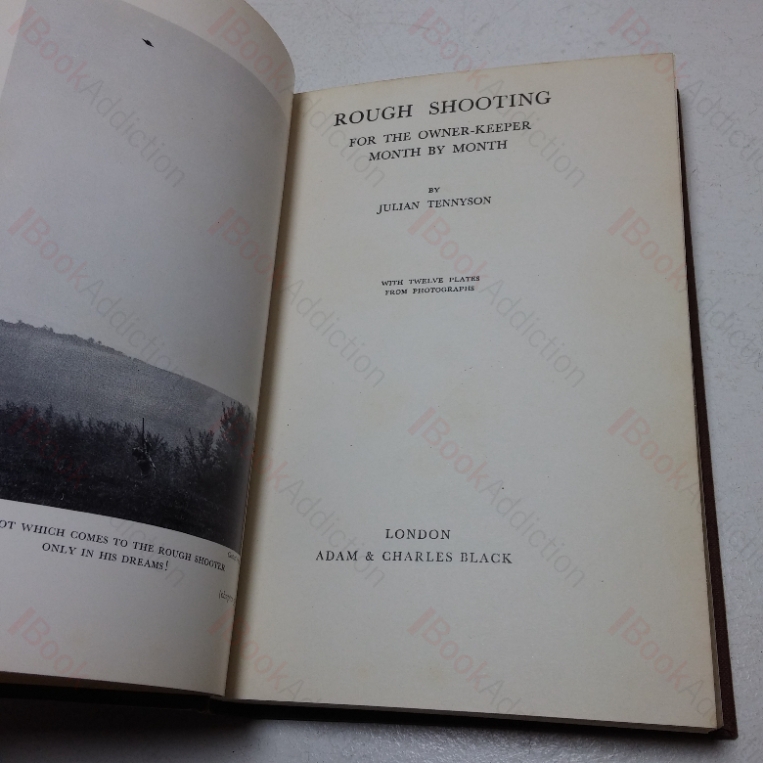 OT WHICH COMES TO THE ROUGH SHOOTER
ONLY IN HIS DREAMS!
ROUGH SHOOTING
FOR THE OWNER-KEEPER
MONTH BY MONTH
BY
JULIAN TENNYSON
WITH TWELVE PLATES
FROM PHOTOGRAPHS
LONDON
ADAM & CHARLES BLACK
BookAddiction